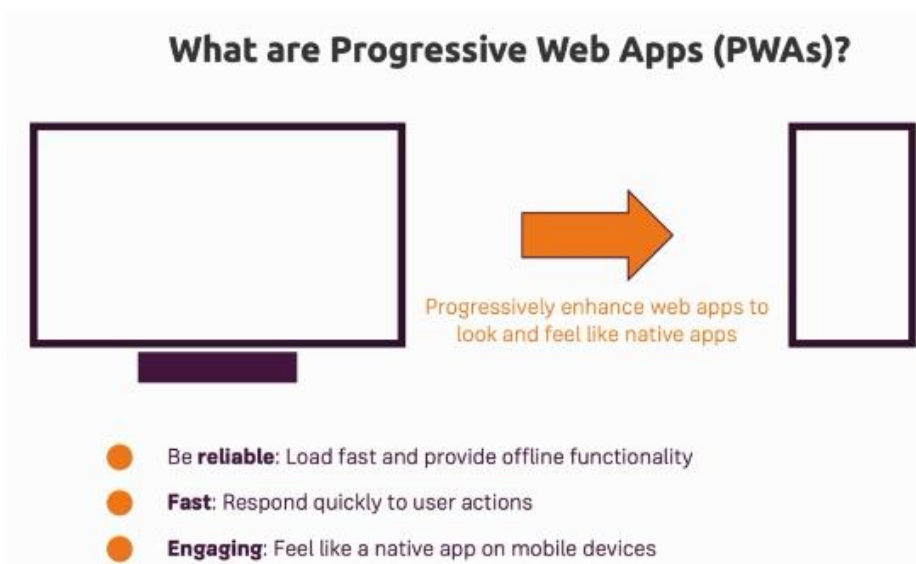 What are Progressive Web Apps (PWAs)?
Progressively enhance web apps to
look and feel like native apps
Be reliable: Load fast and provide offline functionality
Fast: Respond quickly to user actions
Engaging: Feel like a native app on mobile devices